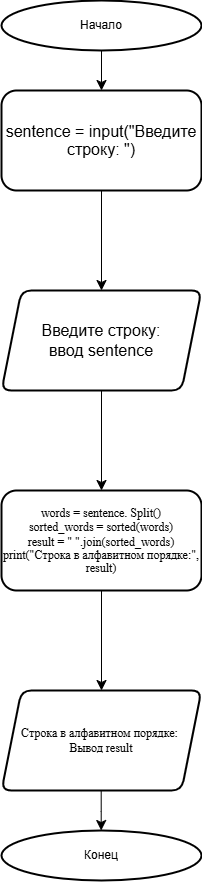 Начало
sentence = input("Введите
строку: ")
Введите строку:
ввод sentence
words = sentence. Split()
sorted_words = sorted(words)
result = " ".join(sorted_words)
print("Строка в алфавитном порядке:",
result)
Строка в алфавитном порядке:
Вывод result
Конец